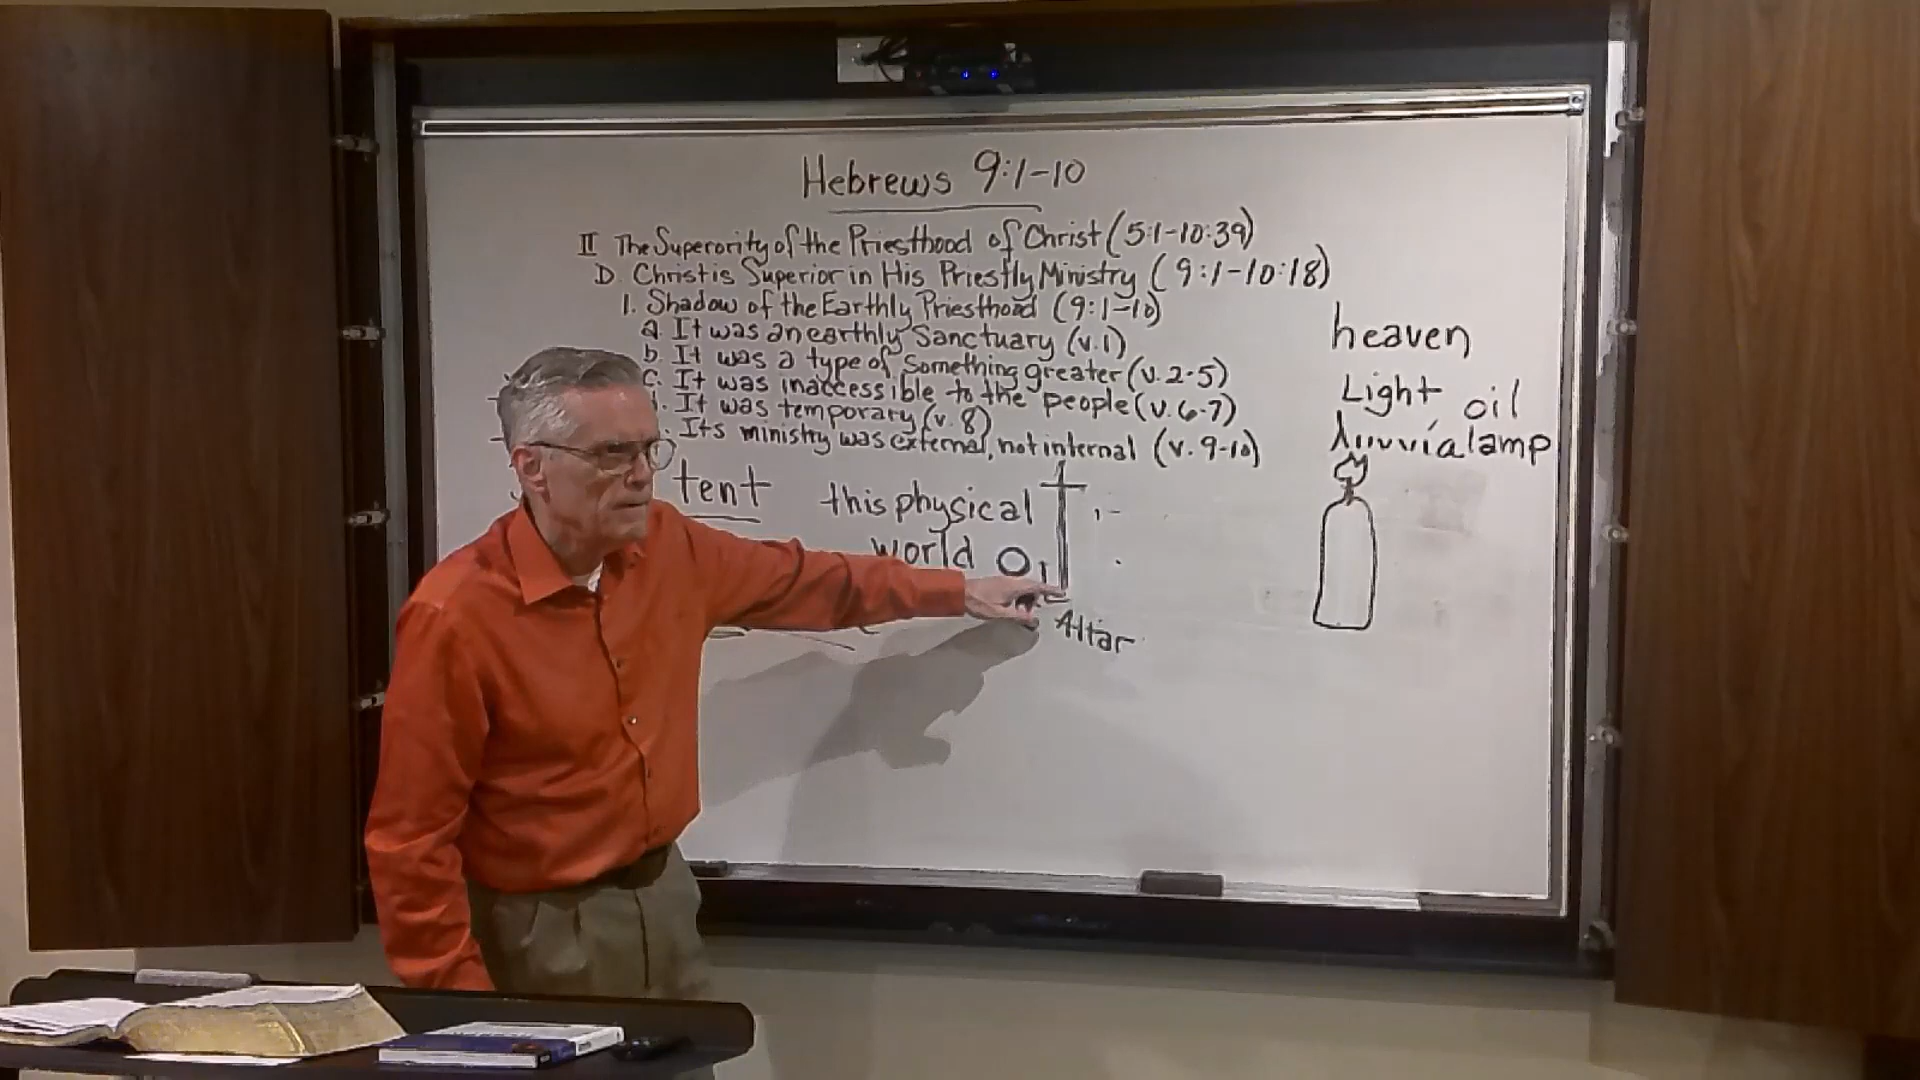 Hebrews 9:1-10
II The Superority of the Priesthood of Christ (5:1-10:39)
D. Christ is Superior in His Priestly Ministry (9:1-10:18)
1. Shadow of the Earthly Priesthood (9:1-10)
a. It was an earthly Sanctuary (v.1)
b. It was a type of Something greater (v.2-5)
c. It was inaccessible to the people (v.6-7)
. It was temporary (v. 8)
. Its ministry was external, not internal (v. 9-10)
tent
this physical
world
Altar
heaven
Light oil
lamp